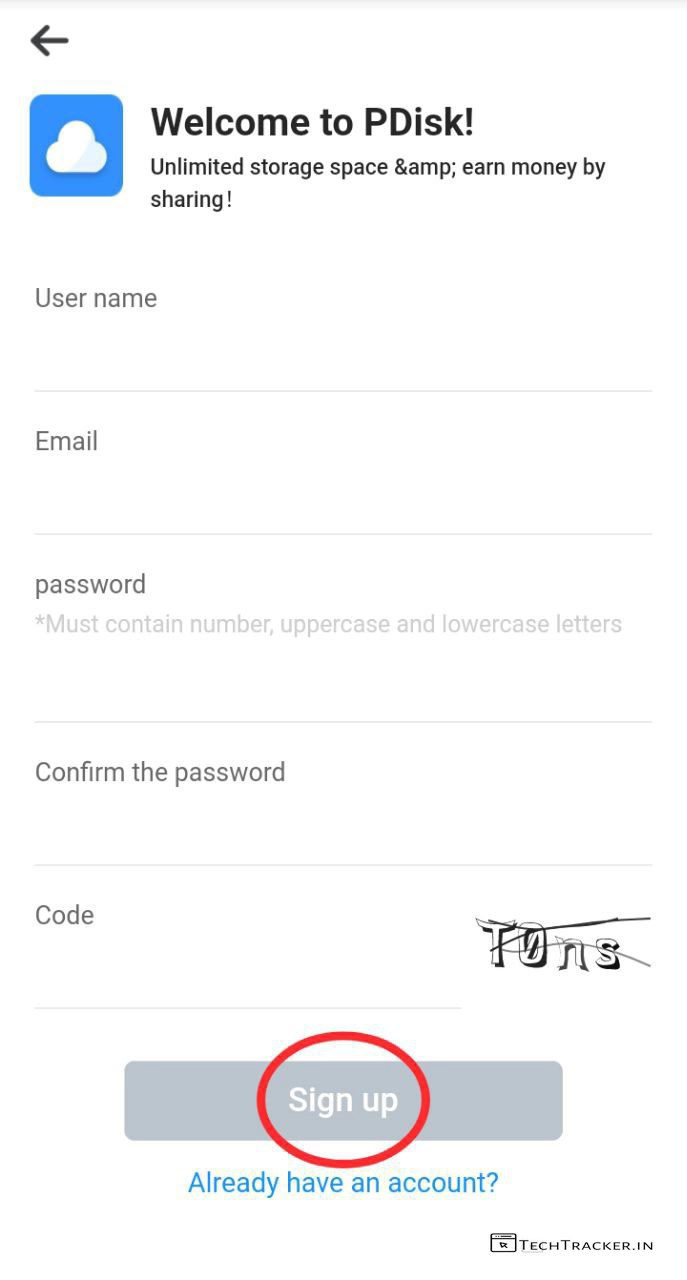 Welcome to PDisk!
Unlimited storage space &amp; earn money by
sharing!
User name
Email
password
*Must contain number, uppercase and lowercase letters
Confirm the password
Code
T0ns
Sign up
Already have an account?
TECHTRACKER.IN